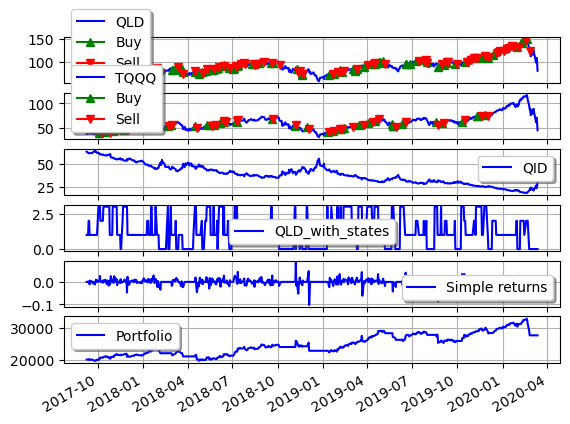 QLD
Buy
Sell
150
100
TQQQ
Buy
Sell
100
50
QID
50
25
QLD_with_states
2.5
0.0
Simple returns
0.0
−0.1
Portfolio
30000
20000
2017-10
2018-01
2018-04
2018-07
2018-10
2019-01
2019-04
2019-07
2019-10
2020-01
2020-04